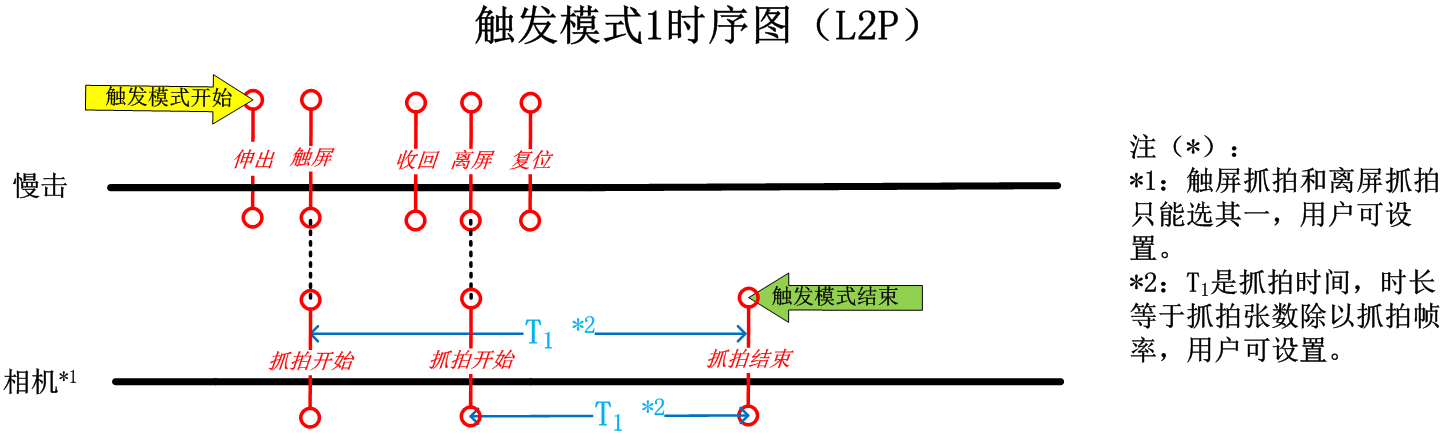 触发模式1时序图（L2P）
触发模式开始
伸出
触屏
收回
离屏
复位
慢击
触发模式结束
T1 *2
抓拍开始
抓拍开始
抓拍结束
相机*1
T1 *2
注（*）：
*1：触屏抓拍和离屏抓拍
只能选其一，用户可设
置。
*2：T1是抓拍时间，时长
等于抓拍张数除以抓拍帧
率，用户可设置。